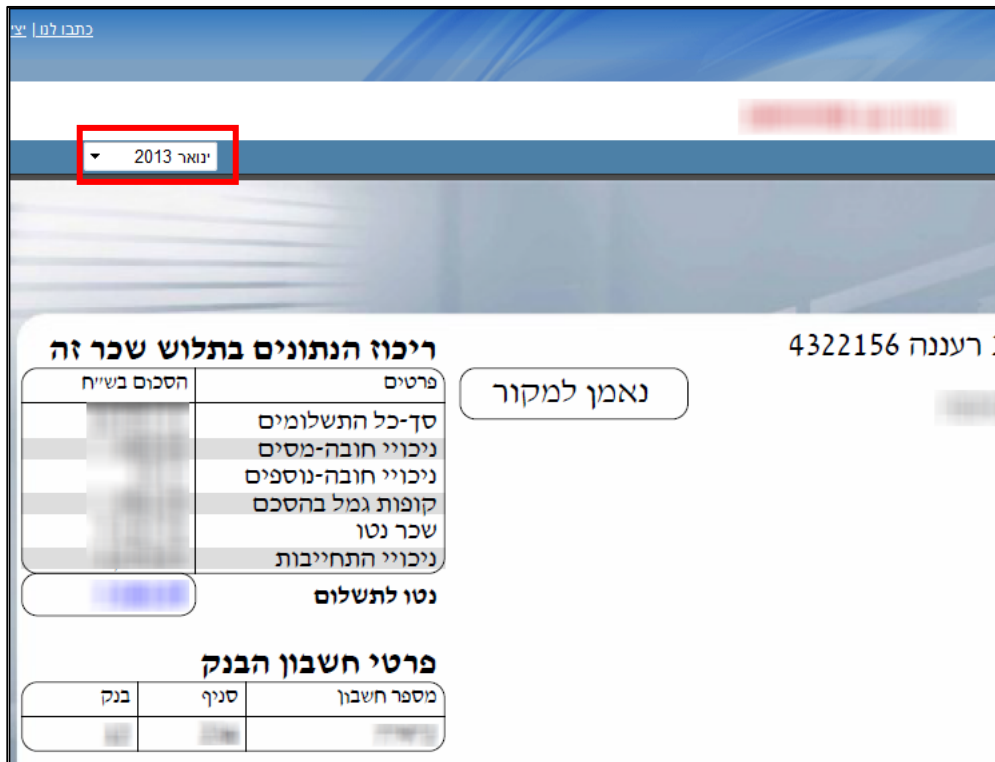 כתבו לנו |
ינואר 2013
רעננה 4322156
נאמן למקור
ריכוז הנתונים בתלוש שכר זה
פרטים הסכום בש״ח
סך-כל התשלומים
ניכויי חובה-מסים
ניכויי חובה-נוספים
קופות גמל בהסכם
שכר נטו
ניכויי התחייבות
נטו לתשלום
פרטי חשבון הבנק
מספר חשבון סניף בנק